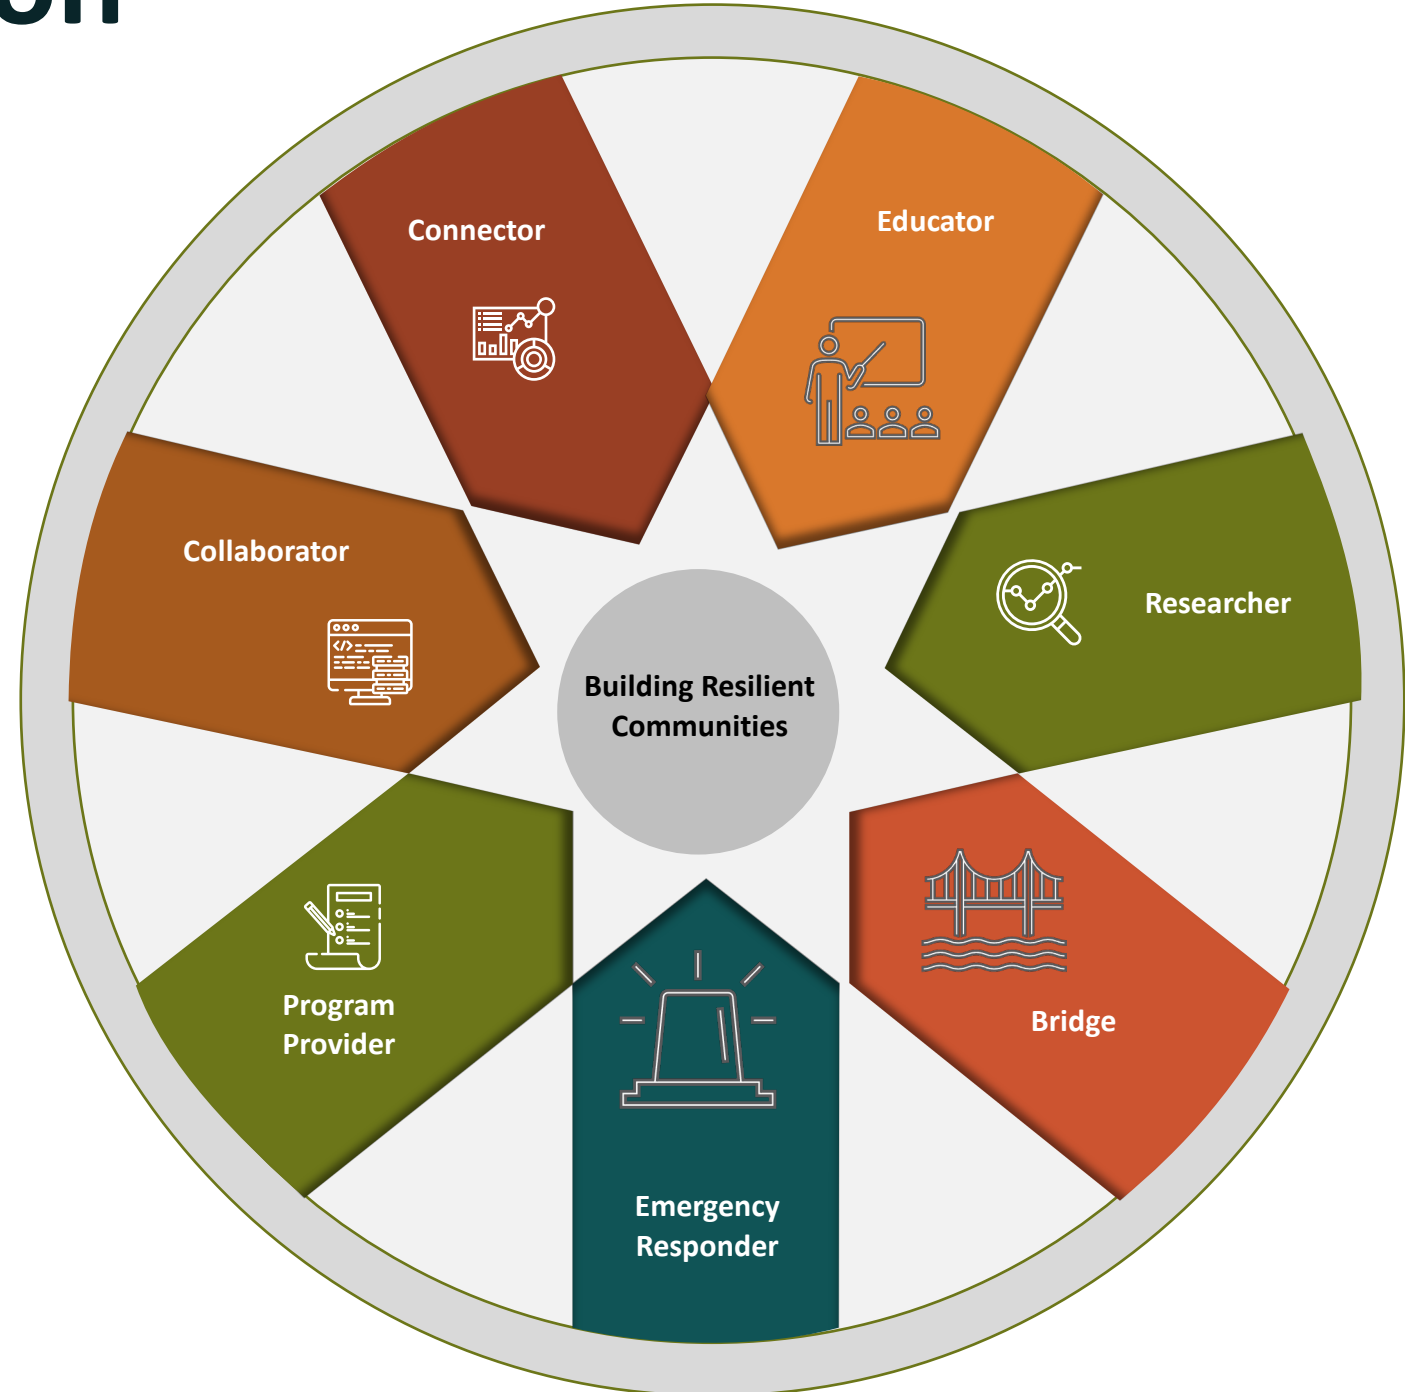 Connector
Educator
Collaborator
Researcher
Building Resilient
Communities
Program
Provider
Bridge
Emergency
Responder